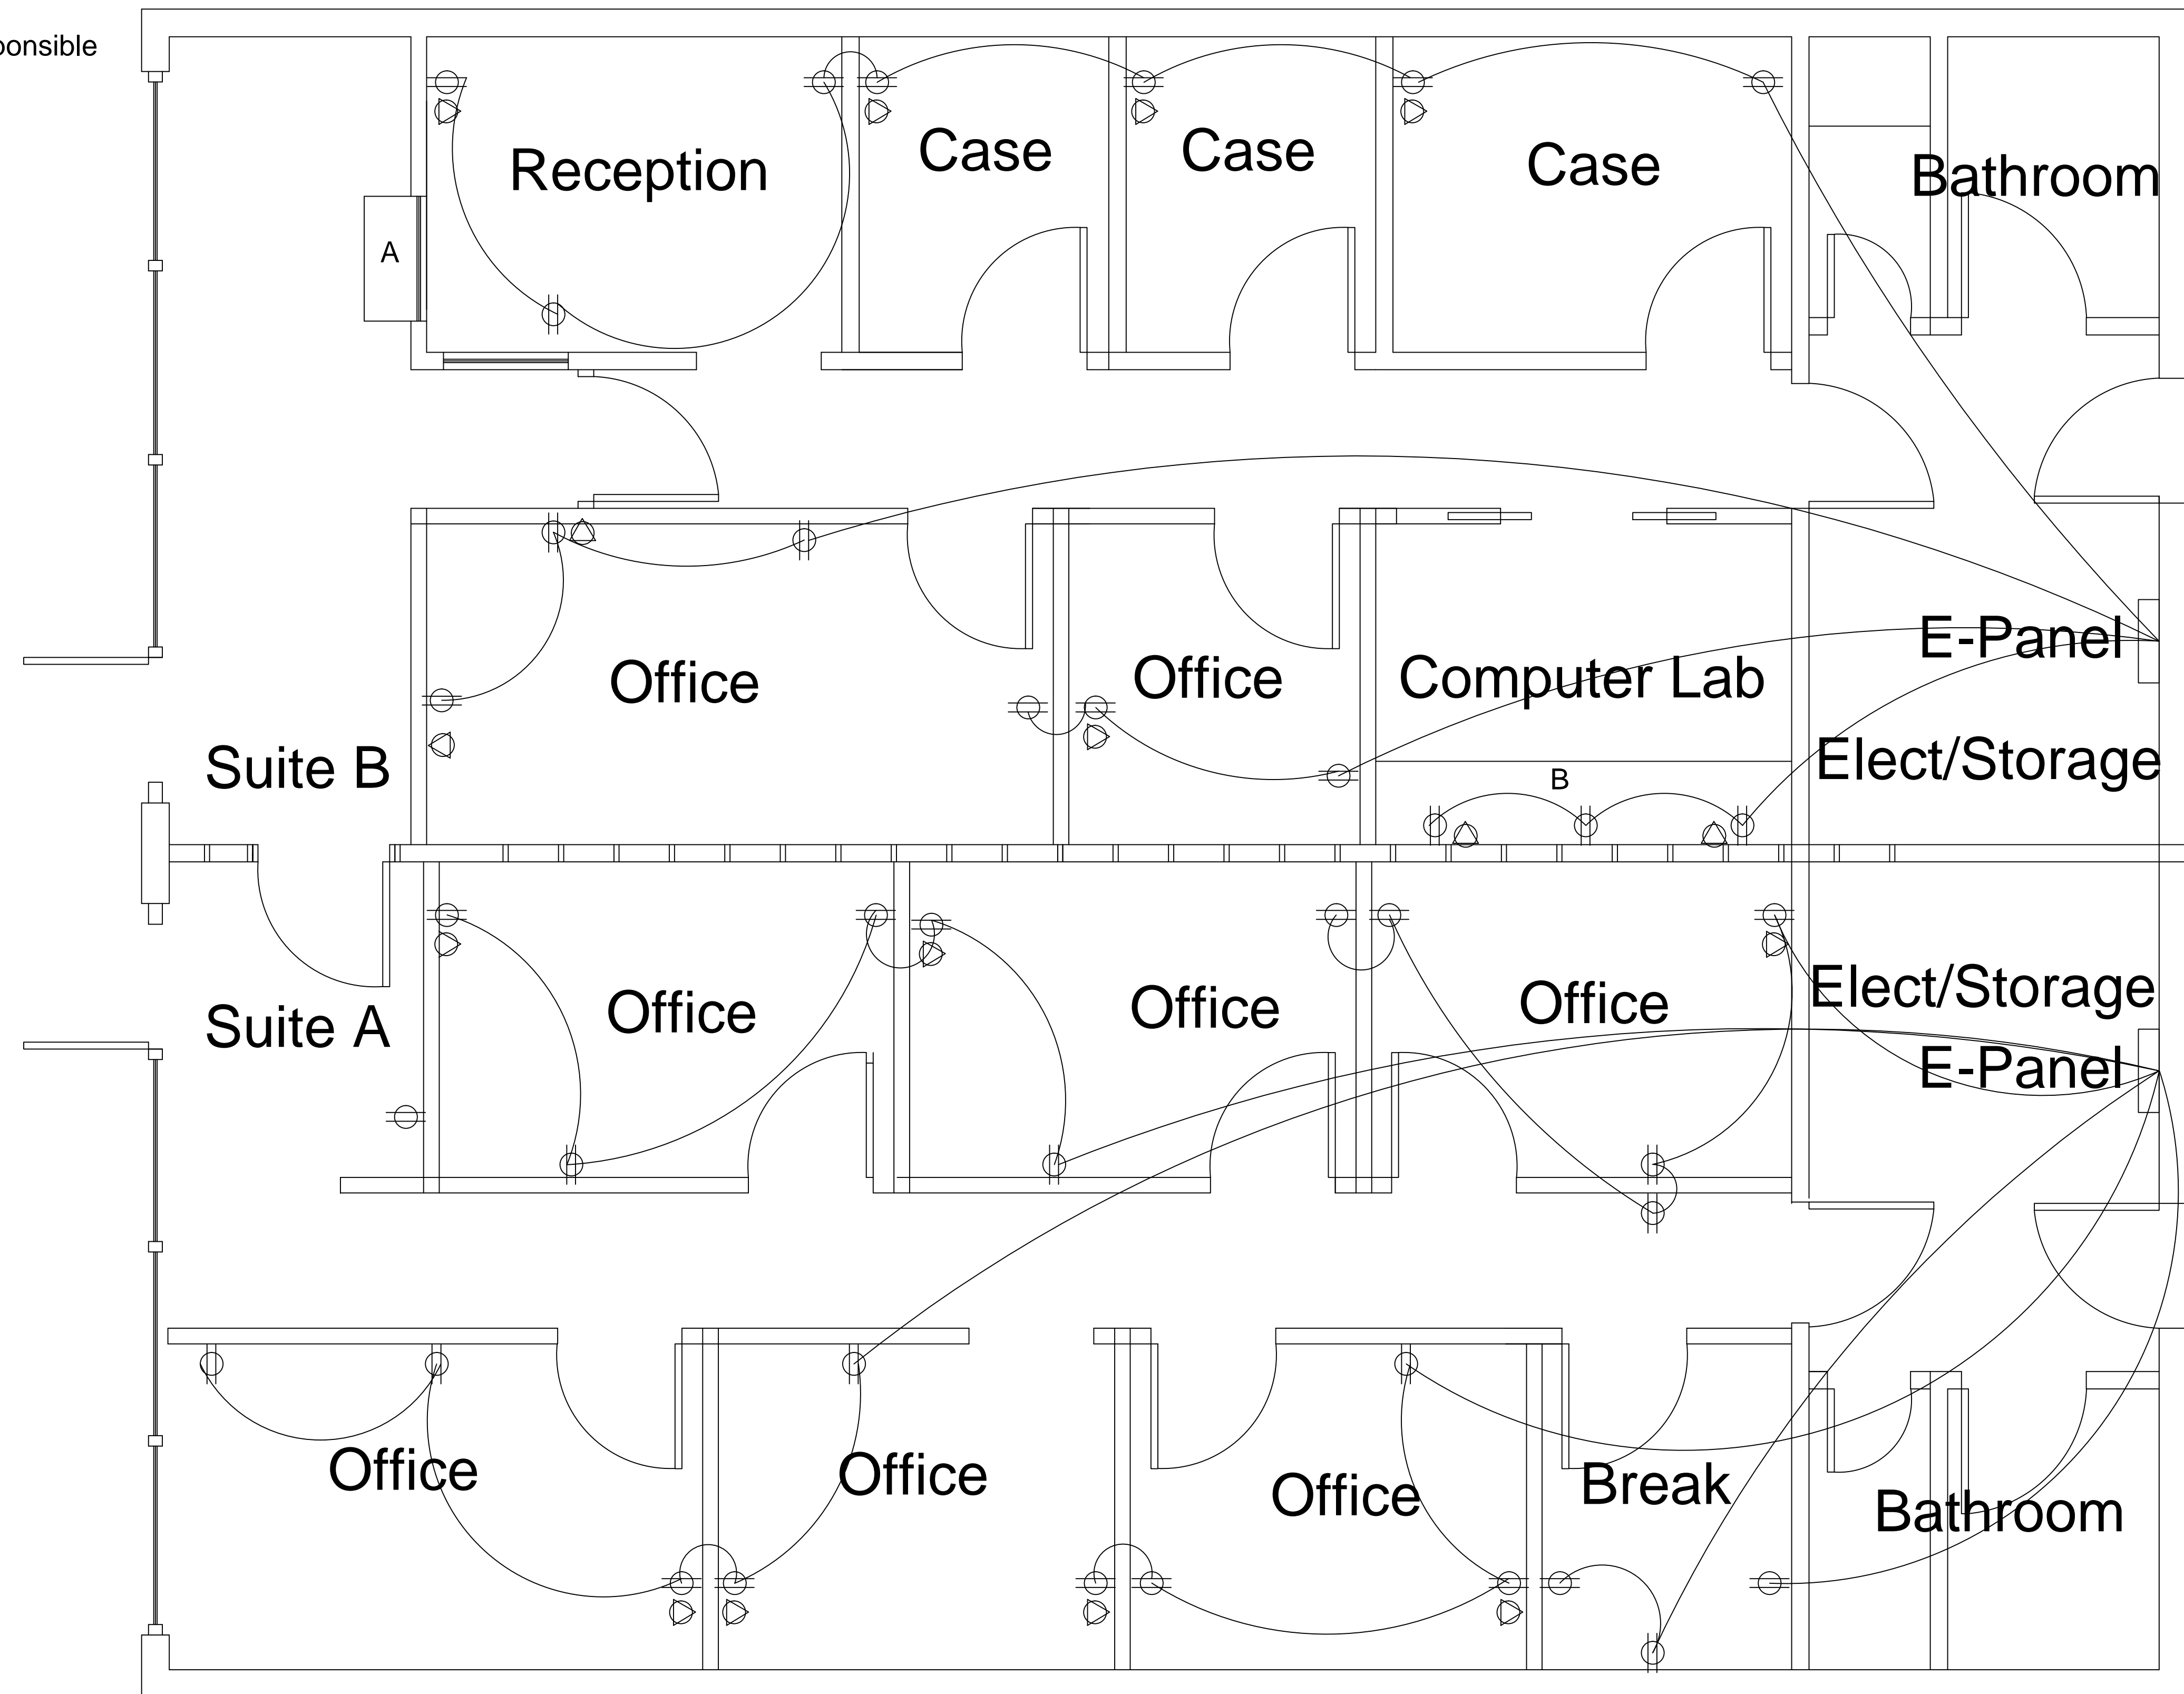 ponsible
Reception
Case
Case
Case
Bathroom
A
Office
Office
Computer Lab
E-Panel
Suite B
B
Elect/Storage
Suite A
Office
Office
Office
Elect/Storage
E-Panel
Office
Office
Office
Break
Bathroom